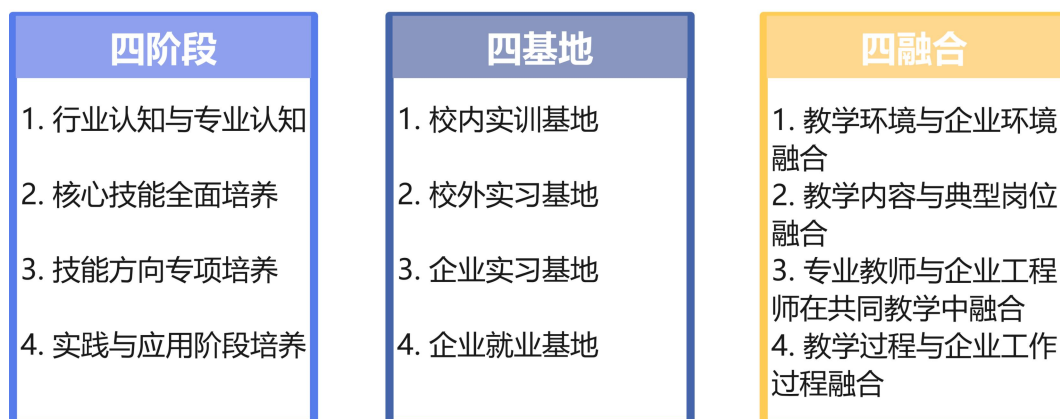 四阶段
1. 行业认知与专业认知
2. 核心技能全面培养
3. 技能方向专项培养
4. 实践与应用阶段培养
四基地
1. 校内实训基地
2. 校外实习基地
3. 企业实习基地
4. 企业就业基地
四融合
1. 教学环境与企业环境
融合
2. 教学内容与典型岗位
融合
3. 专业教师与企业工程
师在共同教学中融合
4. 教学过程与企业工作
过程融合